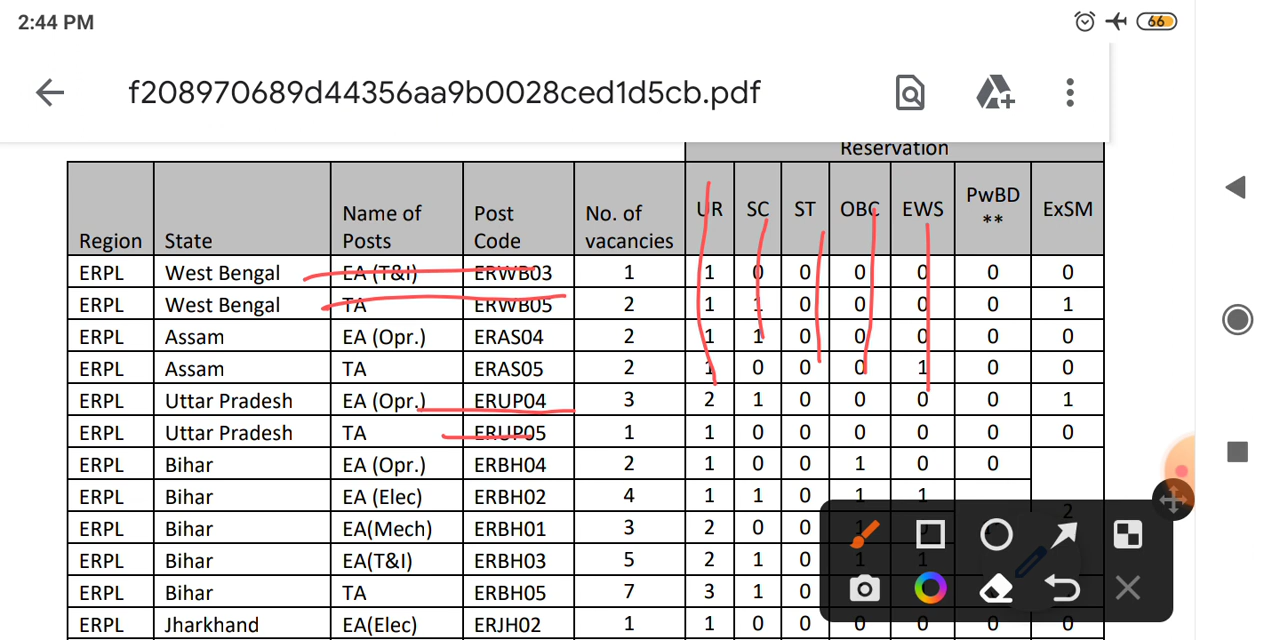 2:44 PM
66
f208970689d44356aa9b0028ced1d5cb.pdf
Reservation
Region State Name of Posts Post Code No. of vacancies UR SC ST OBC EWS PwBD ** ExSM
ERPL West Bengal EA (T&I) ERWB03 1 1 0 0 0 0 0 0
ERPL West Bengal TA ERWB05 2 1 1 0 0 0 0 1
ERPL Assam EA (Opr.) ERAS04 2 1 1 0 0 0 0 0
ERPL Assam TA ERAS05 2 1 0 0 0 1 0 0
ERPL Uttar Pradesh EA (Opr.) ERUP04 3 2 1 0 0 0 0 1
ERPL Uttar Pradesh TA ERUP05 1 1 0 0 0 0 0 0
ERPL Bihar EA (Opr.) ERBH04 2 1 0 0 1 0 0
ERPL Bihar EA (Elec) ERBH02 4 1 1 0 1 1
2
ERPL Bihar EA(Mech) ERBH01 3 2 0 0 1
ERPL Bihar EA(T&I) ERBH03 5 2 1 0 1 1
ERPL Bihar TA ERBH05 7 3 1 0
ERPL Jharkhand EA(Elec) ERJH02 1 1 0 0 0 0 0 0